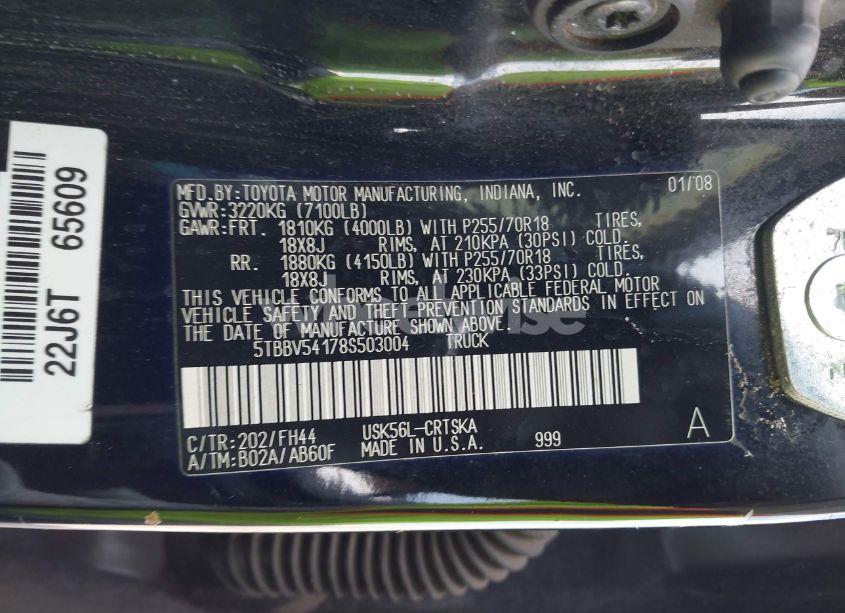 MFD.BY:TOYOTA MOTOR MANUFACTURING, INDIANA, INC. 01/08
GVWR:3220KG (7100LB)
GAWR:FRT. 1810KG (4000LB) WITH P255/70R18 TIRES,
18X8J RIMS, AT 210KPA (30PSI) COLD.
RR. 1880KG (4150LB) WITH P255/70R18 TIRES,
18X8J RIMS, AT 230KPA (33PSI) COLD.
THIS VEHICLE CONFORMS TO ALL APPLICABLE FEDERAL MOTOR
VEHICLE SAFETY AND THEFT PREVENTION STANDARDS IN EFFECT ON
THE DATE OF MANUFACTURE SHOWN ABOVE.
5TBBV54178S503004 TRUCK
C/TR:202/FH44 USK56L-CRTSKA
A/TM:B02A/AB60F MADE IN U.S.A. 999 A
22J6T 65609